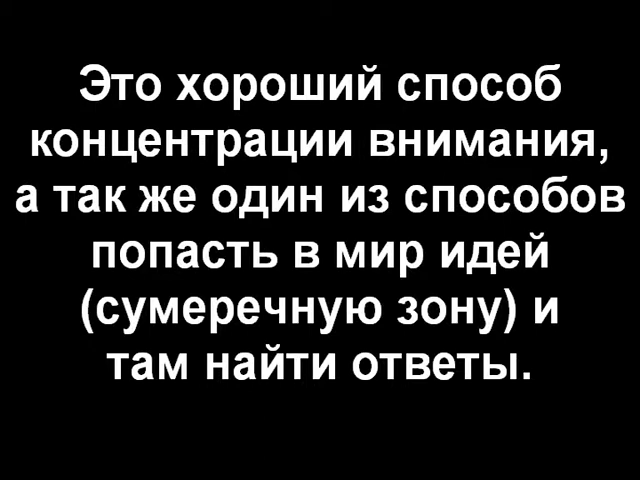 Это хороший способ
концентрации внимания,
а так же один из способов
попасть в мир идей
(сумеречную зону) и
там найти ответы.